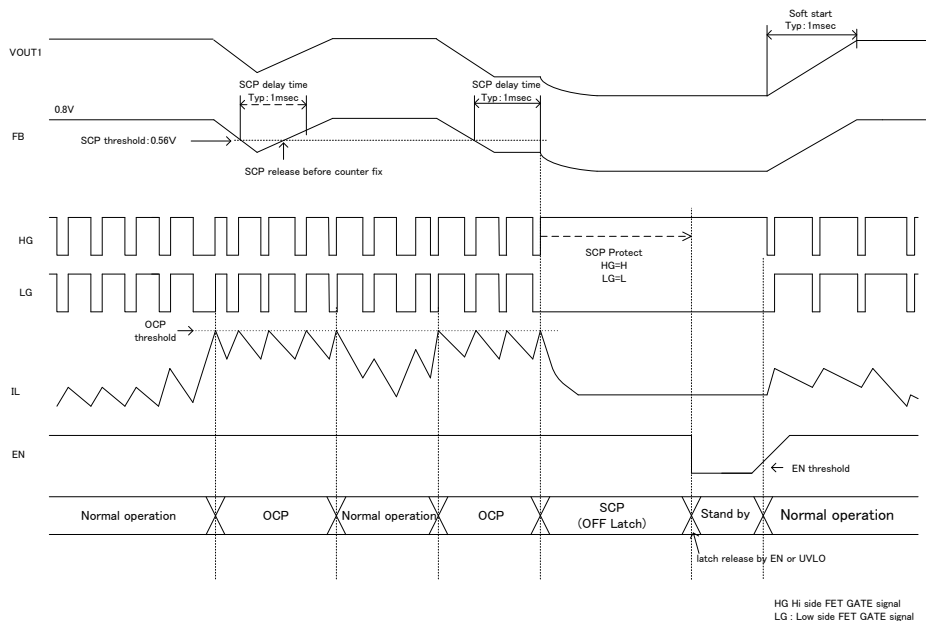 Soft start
Typ: 1msec
VOUT1
SCP delay time
Typ: 1msec
SCP delay time
Typ: 1msec
0.8V
FB
SCP threshold:0.56V
SCP release before counter fix
HG
SCP Protect
HG=H
LG=L
LG
OCP
threshold
IL
EN
EN threshold
Normal operation
OCP
Normal operation
OCP
SCP
(OFF Latch)
Stand by
Normal operation
latch release by EN or UVLO
HG Hi side FET GATE signal
LG : Low side FET GATE signal